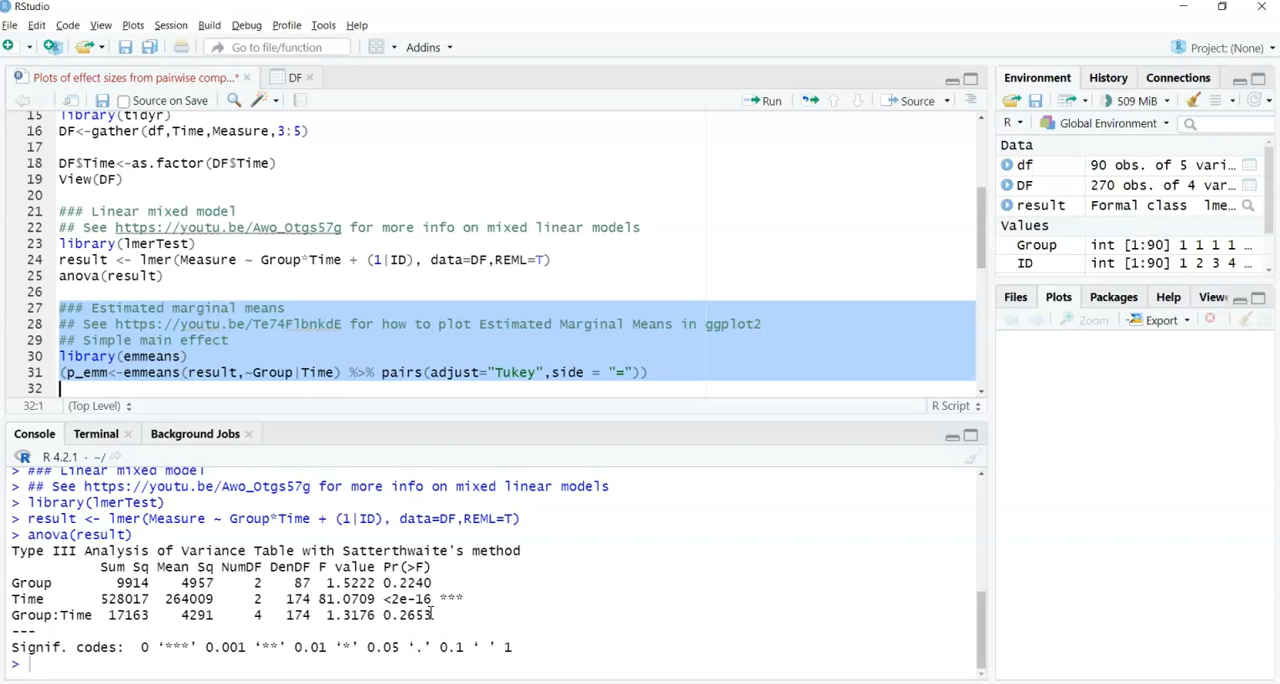 RStudio
File Edit Code View Plots Session Build Debug Profile Tools Help
Go to file/function Addins Project: (None)
Plots of effect sizes from pairwise comp...* DF
Source on Save Run Source
15 library(tidyr)
16 DF<-gather(df,Time,Measure,3:5)
17
18 DF$Time<-as.factor(DF$Time)
19 View(DF)
20
21 ### Linear mixed model
22 ## See https://youtu.be/Awo_Otgs57g for more info on mixed linear models
23 library(lmerTest)
24 result <- lmer(Measure ~ Group*Time + (1|ID), data=DF,REML=T)
25 anova(result)
26
27 ### Estimated marginal means
28 ## See https://youtu.be/Te74FlbnkdE for how to plot Estimated Marginal Means in ggplot2
29 ## Simple main effect
30 library(emmeans)
31 (p_emm<-emmeans(result,~Group|Time) %>% pairs(adjust="Tukey",side = "="))
32
32:1 (Top Level) R Script
Console Terminal Background Jobs
R 4.2.1 · ~/
> ### Linear mixed model
> ## See https://youtu.be/Awo_Otgs57g for more info on mixed linear models
> library(lmerTest)
> result <- lmer(Measure ~ Group*Time + (1|ID), data=DF,REML=T)
> anova(result)
Type III Analysis of Variance Table with Satterthwaite's method
Sum Sq Mean Sq NumDF DenDF F value Pr(>F)
Group 9914 4957 2 87 1.5222 0.2240
Time 528017 264009 2 174 81.0709 <2e-16 ***
Group:Time 17163 4291 4 174 1.3176 0.2653
---
Signif. codes: 0 ‘***’ 0.001 ‘**’ 0.01 ‘*’ 0.05 ‘.’ 0.1 ‘ ’ 1
>
Environment History Connections
509 MiB
R Global Environment
Data
df 90 obs. of 5 vari...
DF 270 obs. of 4 var...
result Formal class lme...
Values
Group int [1:90] 1 1 1 1 ...
ID int [1:90] 1 2 3 4 ...
Files Plots Packages Help View
Zoom Export